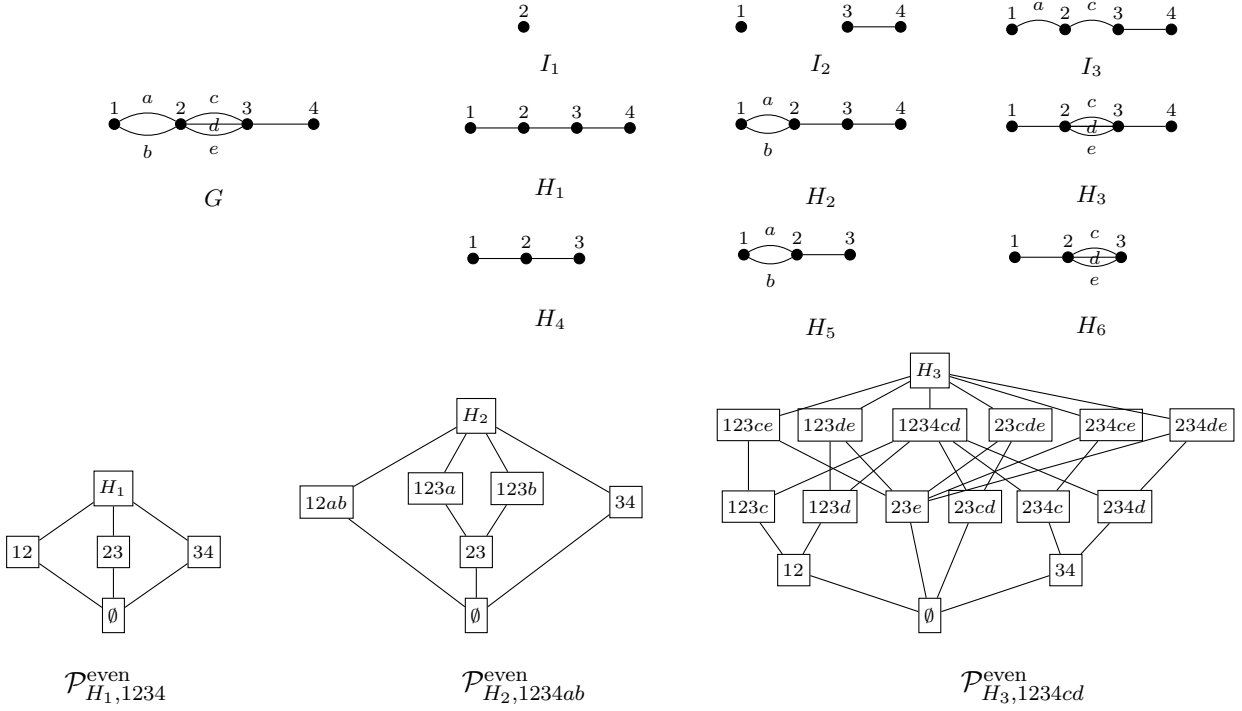 2
I₁
1 3 4
I₂
1 a 2 c 3 4
I₃
1 a 2 c 3 4
d
b e
G
1 2 3 4
H₁
1 a 2 3 4
b
H₂
1 2 c 3 4
d
e
H₃
1 2 3
H₄
1 a 2 3
b
H₅
1 2 c 3
d
e
H₆
H₁
12 23 34
∅
𝒫^even_{H₁,1234}
H₂
12ab 123a 123b 34
23
∅
𝒫^even_{H₂,1234ab}
H₃
123ce 123de 1234cd 23cde 234ce 234de
123c 123d 23e 23cd 234c 234d
12 34
∅
𝒫^even_{H₃,1234cd}